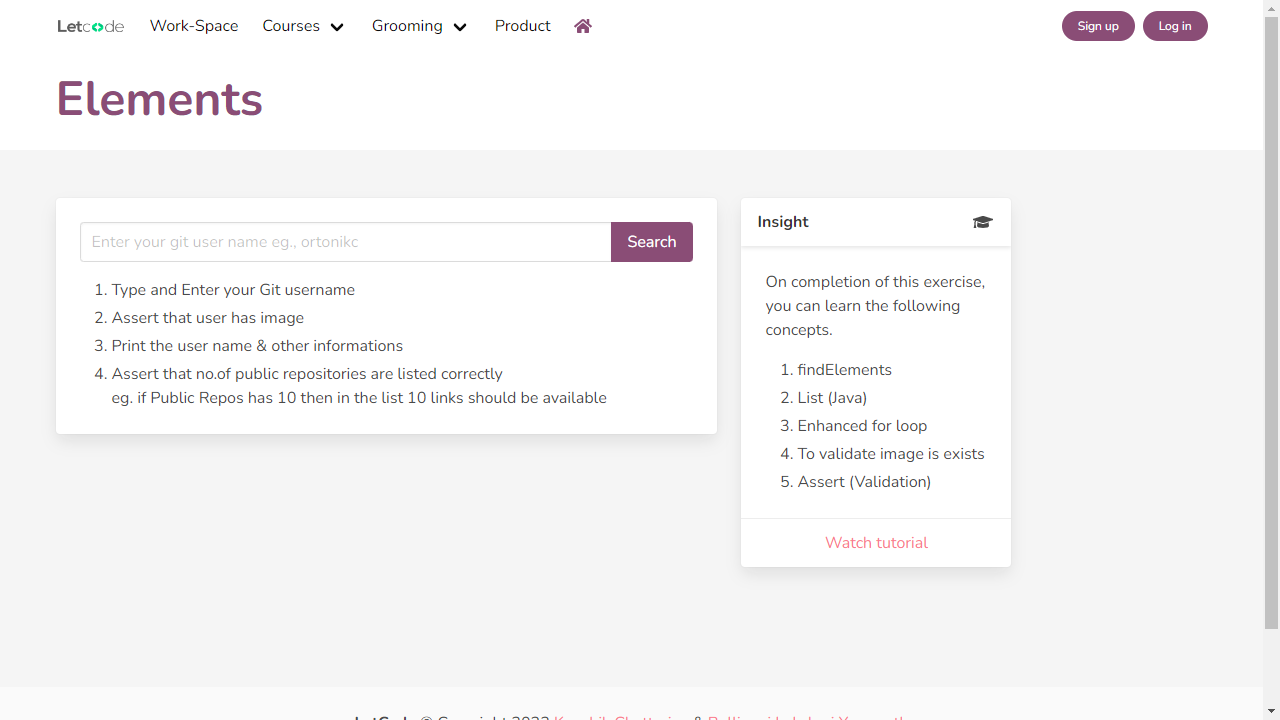 Letcode Work-Space Courses Grooming Product Sign up Log in
Elements
Enter your git user name eg., ortonikc Search
1. Type and Enter your Git username
2. Assert that user has image
3. Print the user name & other informations
4. Assert that no.of public repositories are listed correctly
eg. if Public Repos has 10 then in the list 10 links should be available
Insight
On completion of this exercise,
you can learn the following
concepts.
1. findElements
2. List (Java)
3. Enhanced for loop
4. To validate image is exists
5. Assert (Validation)
Watch tutorial